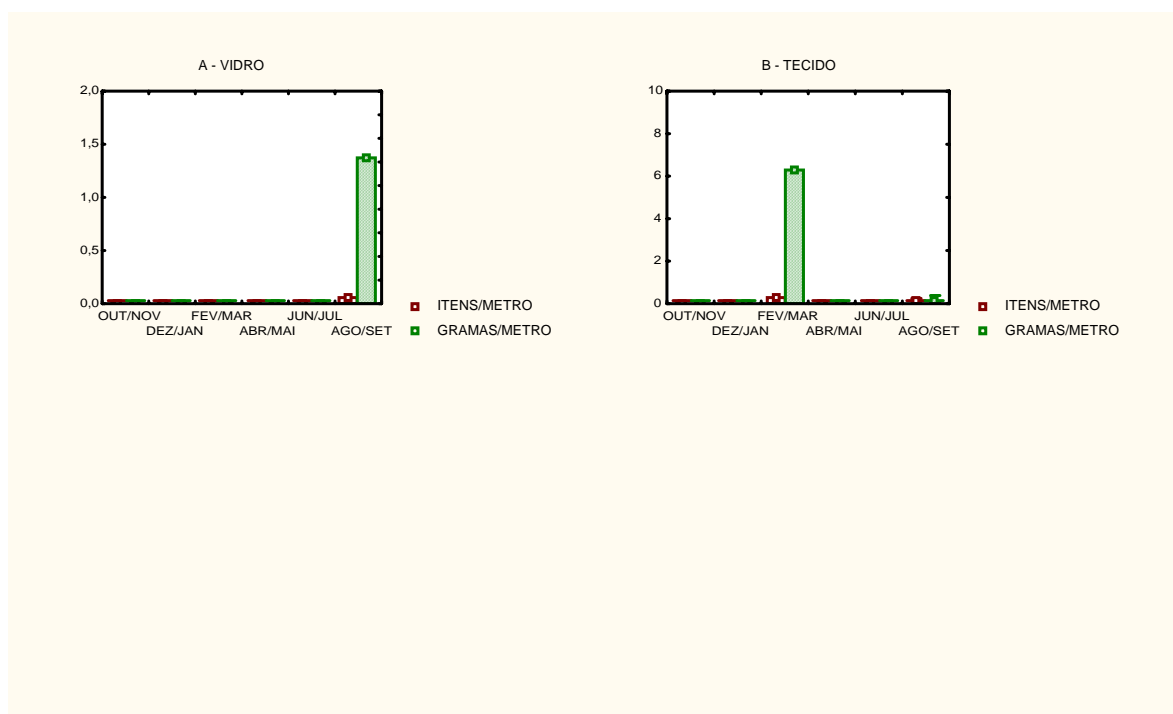 A - VIDRO
2,0
1,5
1,0
0,5
0,0
OUT/NOV FEV/MAR JUN/JUL
DEZ/JAN ABR/MAI AGO/SET
ITENS/METRO
GRAMAS/METRO
B - TECIDO
10
8
6
4
2
0
OUT/NOV FEV/MAR JUN/JUL
DEZ/JAN ABR/MAI AGO/SET
ITENS/METRO
GRAMAS/METRO